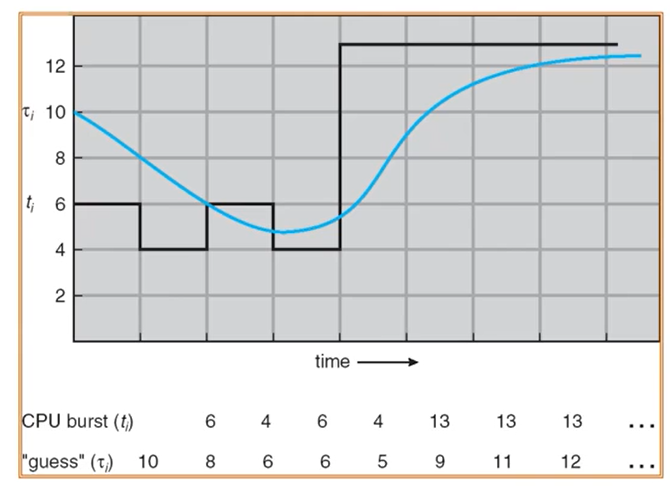 12
τi 10
8
ti 6
4
2
time
CPU burst (ti) 6 4 6 4 13 13 13 ...
"guess" (τi) 10 8 6 6 5 9 11 12 ...